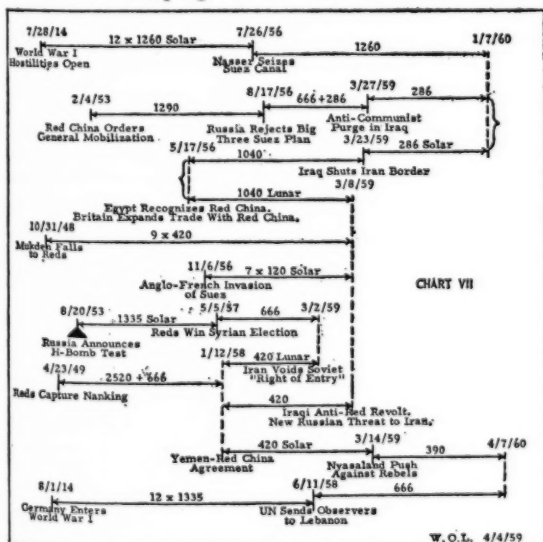 7/28/14 7/26/56 1/7/60
12 x 1260 Solar 1260
World War I Hostilities Open
Nasser Seizes Suez Canal
8/17/56 3/27/59
2/4/53 666+286 286
1290
Red China Orders General Mobilization
Russia Rejects Big Three Suez Plan
Anti-Communist Purge in Iraq
5/17/56 3/23/59
1040 286 Solar
Iraq Shuts Iran Border
1040 Lunar 3/8/59
Egypt Recognizes Red China.
Britain Expands Trade With Red China.
10/31/48
9 x 420
Mukden Falls to Reds
11/6/56 7 x 120 Solar
Anglo-French Invasion of Suez
CHART VII
8/20/53 5/5/57 666 3/2/59
1335 Solar
Reds Win Syrian Election
Russia Announces H-Bomb Test
1/12/58 420 Lunar
Iran Voids Soviet "Right of Entry"
4/23/49
2520 + 666
Reds Capture Nanking
420
Iraqi Anti-Red Revolt.
New Russian Threat to Iran.
420 Solar 3/14/59 4/7/60
390
Yemen-Red China Agreement
Nyasaland Push Against Rebels
8/1/14 6/11/58 666
12 x 1335
Germany Enters World War I
UN Sends Observers to Lebanon
W.O.L. 4/4/59